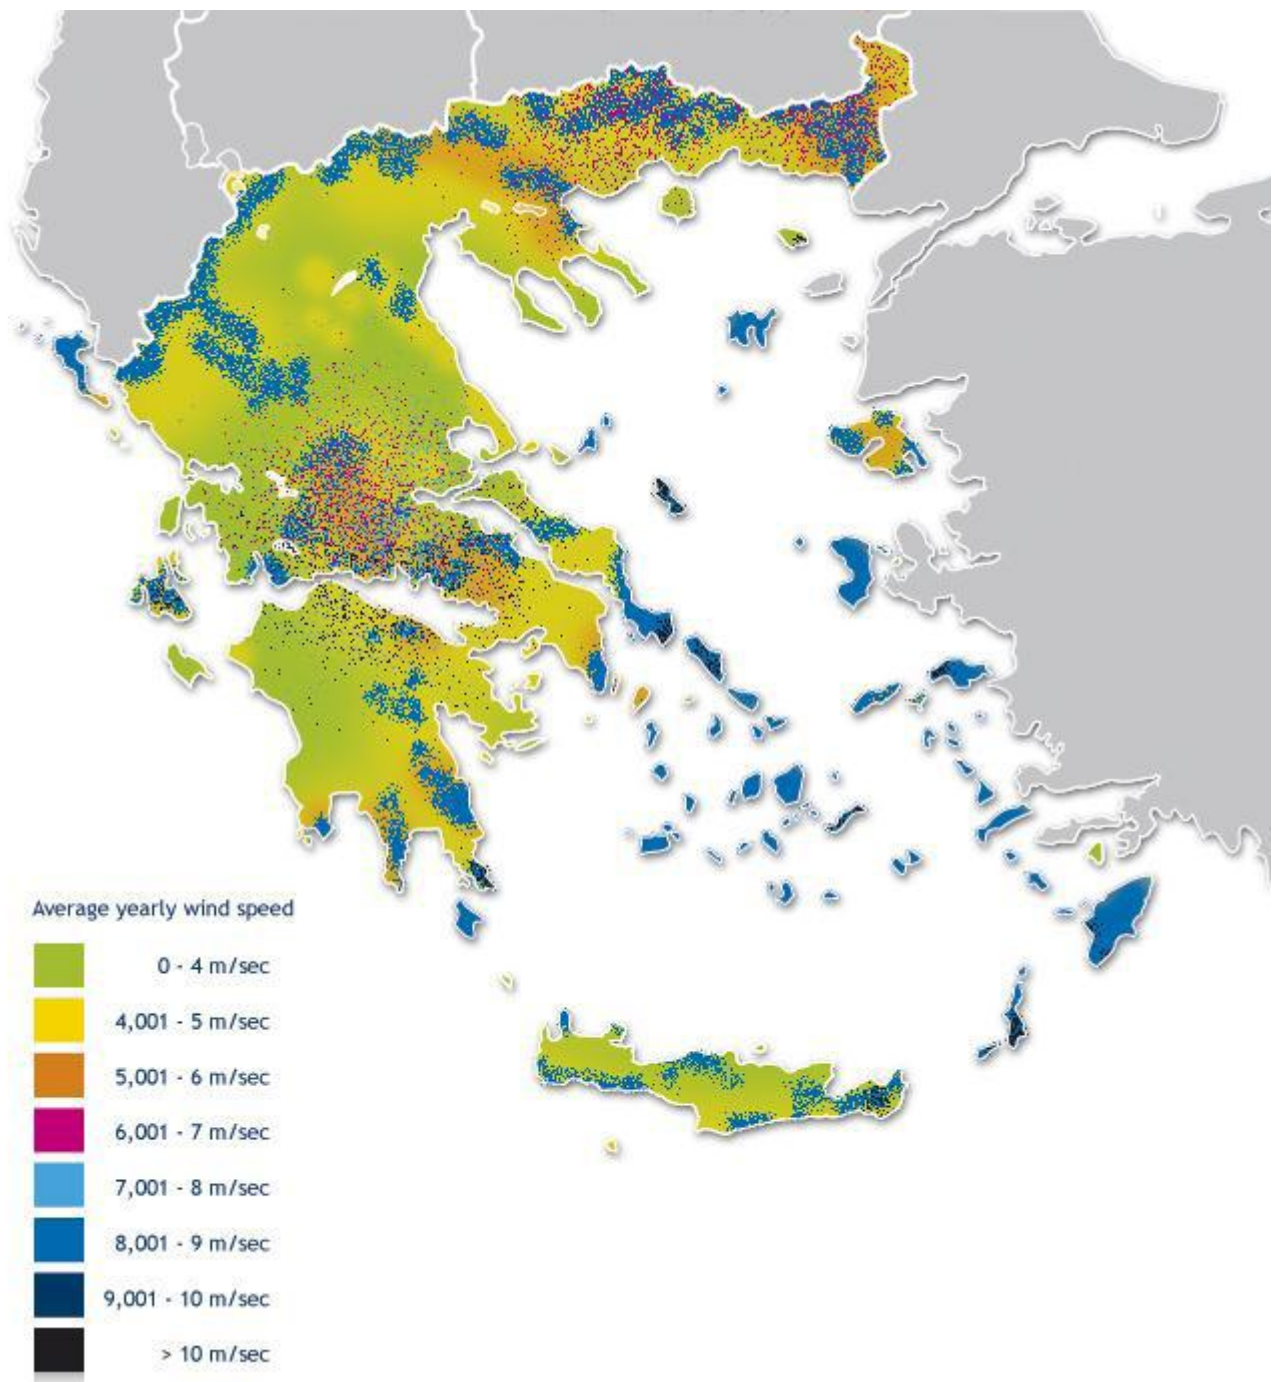 Average yearly wind speed
0 - 4 m/sec
4,001 - 5 m/sec
5,001 - 6 m/sec
6,001 - 7 m/sec
7,001 - 8 m/sec
8,001 - 9 m/sec
9,001 - 10 m/sec
> 10 m/sec